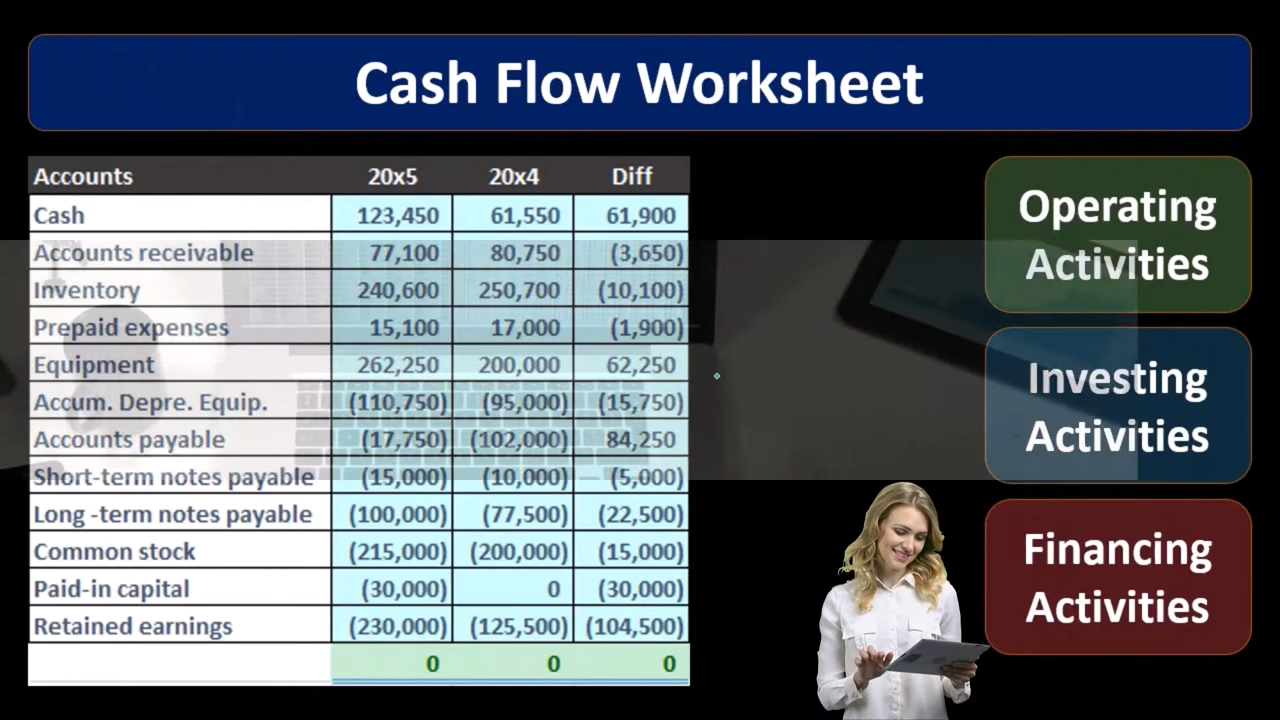 Cash Flow Worksheet
Accounts 20x5 20x4 Diff
Cash 123,450 61,550 61,900
Accounts receivable 77,100 80,750 (3,650)
Inventory 240,600 250,700 (10,100)
Prepaid expenses 15,100 17,000 (1,900)
Equipment 262,250 200,000 62,250
Accum. Depre. Equip. (110,750) (95,000) (15,750)
Accounts payable (17,750) (102,000) 84,250
Short-term notes payable (15,000) (10,000) (5,000)
Long -term notes payable (100,000) (77,500) (22,500)
Common stock (215,000) (200,000) (15,000)
Paid-in capital (30,000) 0 (30,000)
Retained earnings (230,000) (125,500) (104,500)
0 0 0
Operating
Activities
Investing
Activities
Financing
Activities